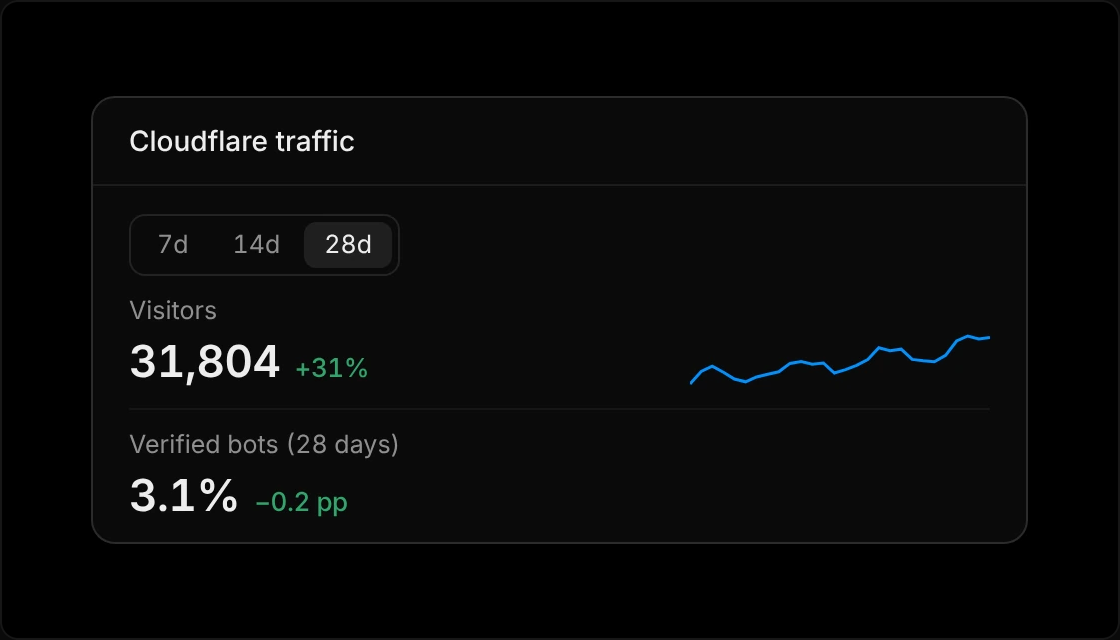 Cloudflare traffic
7d 14d 28d
Visitors
31,804 +31%
Verified bots (28 days)
3.1% −0.2 pp